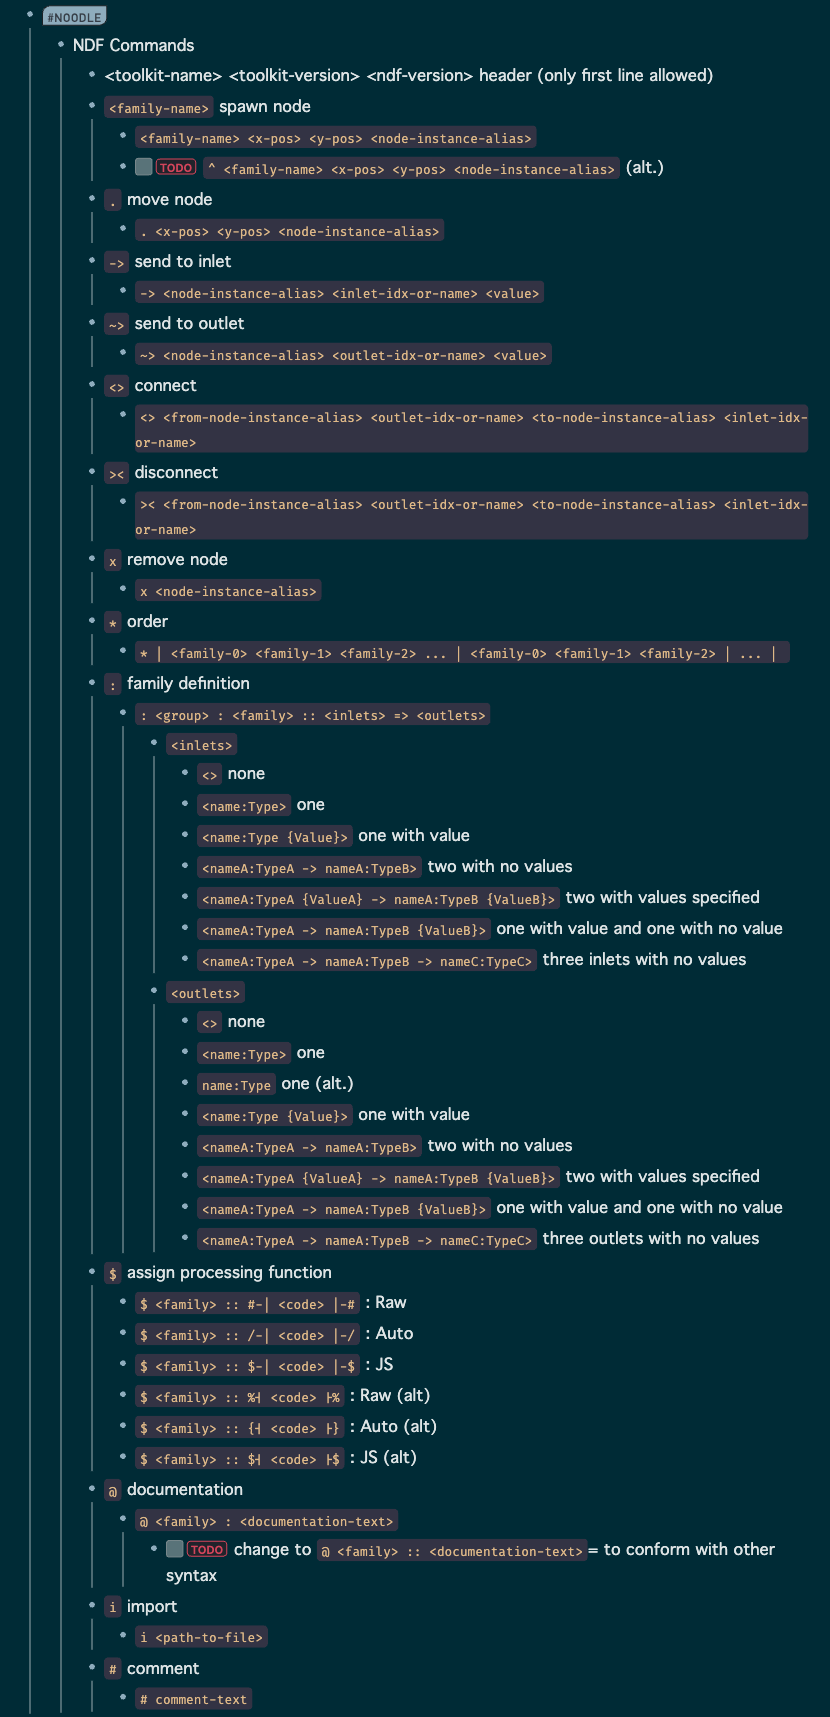 #NOODLE
NDF Commands
<toolkit-name> <toolkit-version> <ndf-version> header (only first line allowed)
<family-name> spawn node
<family-name> <x-pos> <y-pos> <node-instance-alias>
TODO ^ <family-name> <x-pos> <y-pos> <node-instance-alias> (alt.)
. move node
. <x-pos> <y-pos> <node-instance-alias>
-> send to inlet
-> <node-instance-alias> <inlet-idx-or-name> <value>
~> send to outlet
~> <node-instance-alias> <outlet-idx-or-name> <value>
<> connect
<> <from-node-instance-alias> <outlet-idx-or-name> <to-node-instance-alias> <inlet-idx-
or-name>
>< disconnect
>< <from-node-instance-alias> <outlet-idx-or-name> <to-node-instance-alias> <inlet-idx-
or-name>
x remove node
x <node-instance-alias>
* order
* | <family-0> <family-1> <family-2> ... | <family-0> <family-1> <family-2> | ... |
: family definition
: <group> : <family> :: <inlets> => <outlets>
<inlets>
<> none
<name:Type> one
<name:Type {Value}> one with value
<nameA:TypeA -> nameA:TypeB> two with no values
<nameA:TypeA {ValueA} -> nameA:TypeB {ValueB}> two with values specified
<nameA:TypeA -> nameA:TypeB {ValueB}> one with value and one with no value
<nameA:TypeA -> nameA:TypeB -> nameC:TypeC> three inlets with no values
<outlets>
<> none
<name:Type> one
name:Type one (alt.)
<name:Type {Value}> one with value
<nameA:TypeA -> nameA:TypeB> two with no values
<nameA:TypeA {ValueA} -> nameA:TypeB {ValueB}> two with values specified
<nameA:TypeA -> nameA:TypeB {ValueB}> one with value and one with no value
<nameA:TypeA -> nameA:TypeB -> nameC:TypeC> three outlets with no values
$ assign processing function
$ <family> :: #-| <code> |-# : Raw
$ <family> :: /-| <code> |-/ : Auto
$ <family> :: $-| <code> |-$ : JS
$ <family> :: %┤ <code> ├% : Raw (alt)
$ <family> :: {┤ <code> ├} : Auto (alt)
$ <family> :: $┤ <code> ├$ : JS (alt)
@ documentation
@ <family> : <documentation-text>
TODO change to @ <family> :: <documentation-text> = to conform with other
syntax
i import
i <path-to-file>
# comment
# comment-text